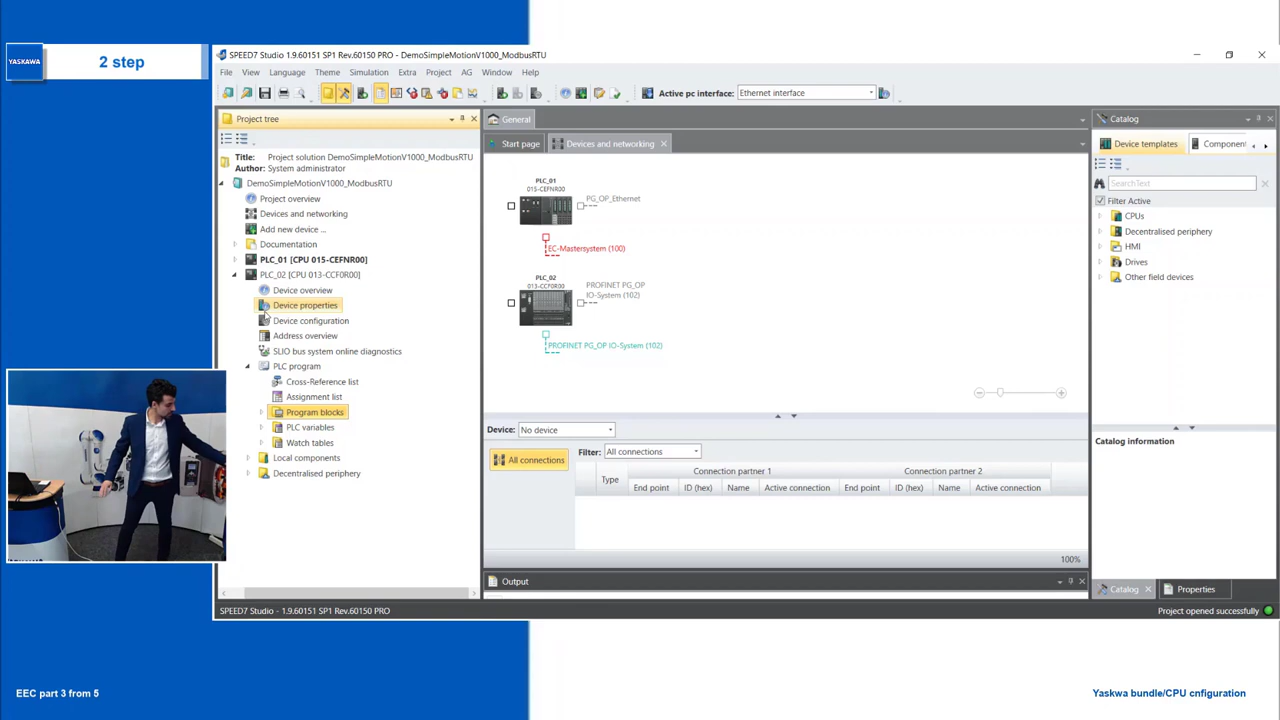 YASKAWA
2 step
SPEED7 Studio 1.9.60151 SP1 Rev.60150 PRO - DemoSimpleMotionV1000_ModbusRTU
File View Language Theme Simulation Extra Project AG Window Help
Active pc interface: Ethernet interface
Project tree
Title: Project solution DemoSimpleMotionV1000_ModbusRTU
Author: System administrator
DemoSimpleMotionV1000_ModbusRTU
Project overview
Devices and networking
Add new device ...
Documentation
PLC_01 [CPU 015-CEFNR00]
PLC_02 [CPU 013-CCF0R00]
Device overview
Device properties
Device configuration
Address overview
SLIO bus system online diagnostics
PLC program
Cross-Reference list
Assignment list
Program blocks
PLC variables
Watch tables
Local components
Decentralised periphery
General
Start page Devices and networking
PLC_01
015-CEFNR00
PG_OP_Ethernet
EC-Mastersystem (100)
PLC_02
013-CCF0R00
PROFINET PG_OP
IO-System (102)
PROFINET PG_OP IO-System (102)
Device: No device
All connections
Filter: All connections
Type
Connection partner 1 Connection partner 2
End point ID (hex) Name Active connection End point ID (hex) Name Active connection
100%
Output
Catalog
Device templates Component
SearchText
Filter Active
CPUs
Decentralised periphery
HMI
Drives
Other field devices
Catalog information
Catalog Properties
SPEED7 Studio - 1.9.60151 SP1 Rev.60150 PRO
Project opened successfully
EEC part 3 from 5
Yaskwa bundle/CPU cnfiguration